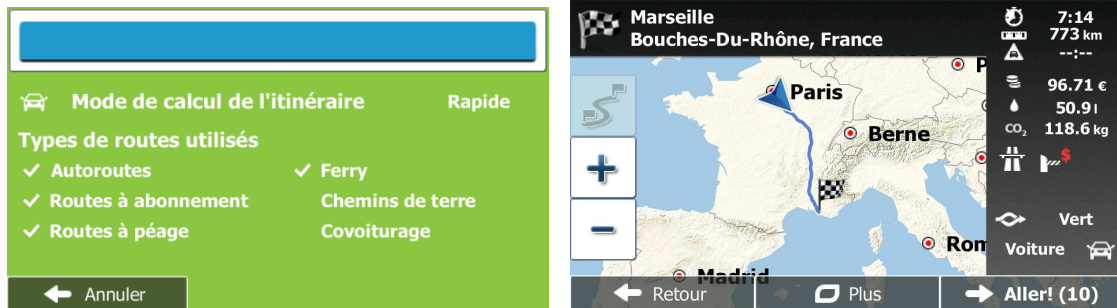 Mode de calcul de l'itinéraire Rapide
Types de routes utilisés
Autoroutes Ferry
Routes à abonnement Chemins de terre
Routes à péage Covoiturage
Annuler
Marseille
Bouches-Du-Rhône, France
7:14
773 km
--:--
96.71 €
50.9 l
CO2 118.6 kg
$
Vert
Voiture
P
Paris
Berne
Rom
Madrid
Retour
Plus
Aller! (10)